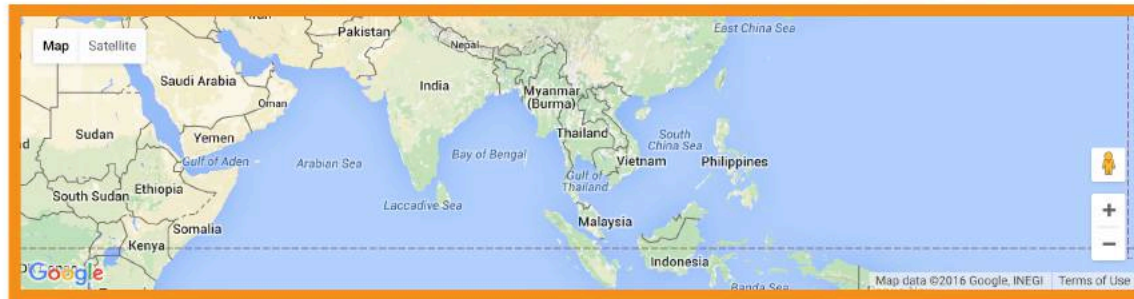 Iran
East China Sea
Pakistan
Map
Satellite
Nepal
Saudi Arabia
India
Myanmar
(Burma)
Oman
Sudan
Yemen
Thailand
South
China Sea
Gulf of Aden
Arabian Sea
Bay of Bengal
Vietnam
Philippines
Gulf of
Thailand
Ethiopia
South Sudan
Laccadive Sea
Malaysia
Somalia
Kenya
Indonesia
Google
Banda Sea
Map data ©2016 Google, INEGI
Terms of Use